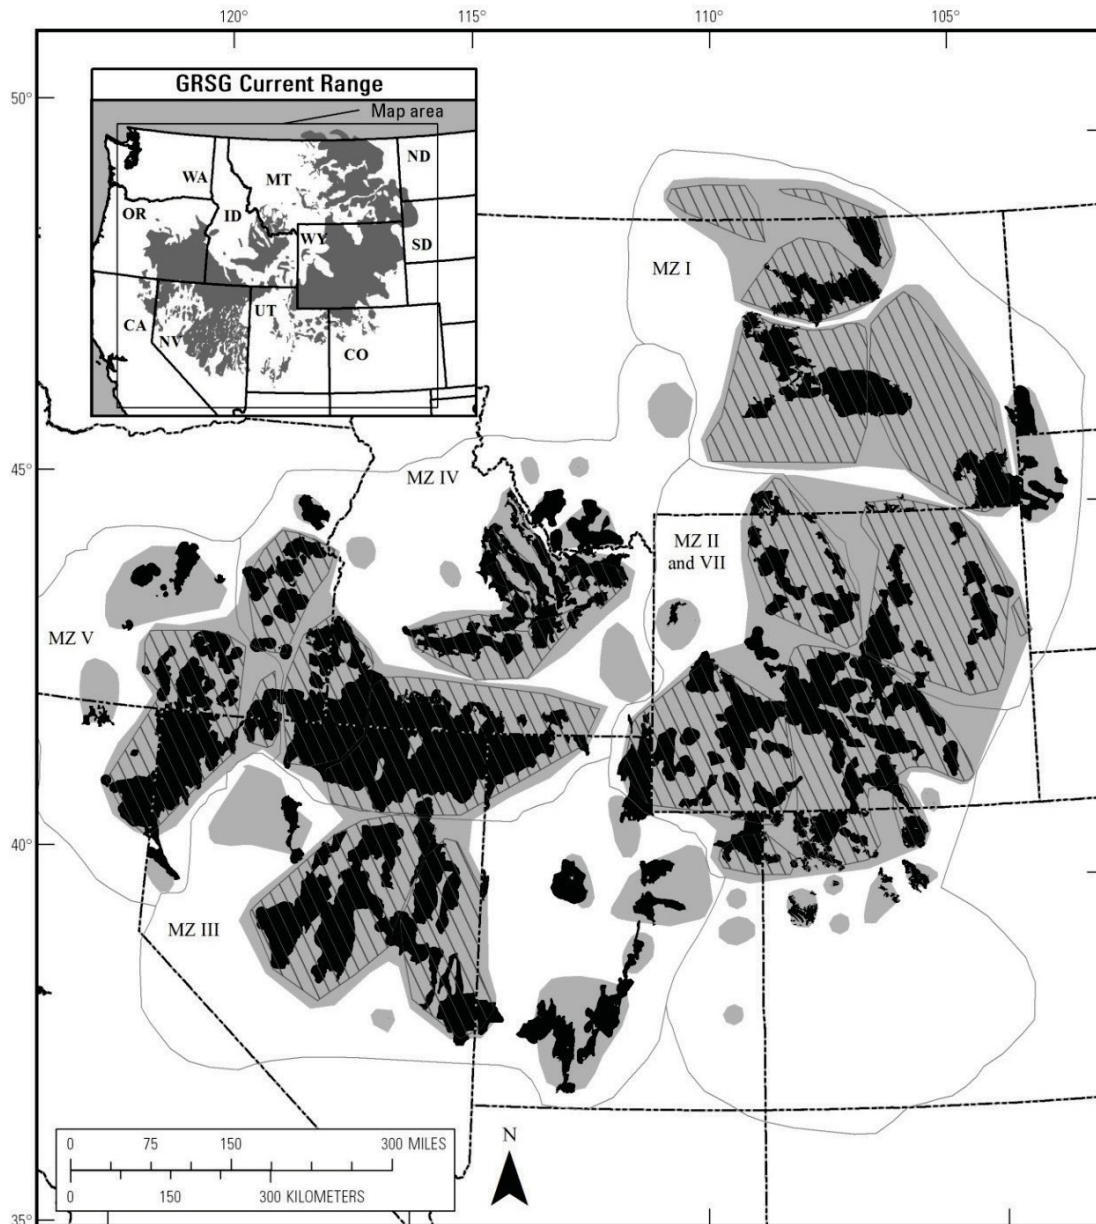 120°
115°
110°
105°
50°
GRSG Current Range
Map area
WA
MT
ND
OR
ID
WY
SD
CA
NV
UT
CO
MZ I
45°
MZ IV
MZ II
and VII
MZ V
40°
MZ III
0 75 150 300 MILES
0 150 300 KILOMETERS
N
35°